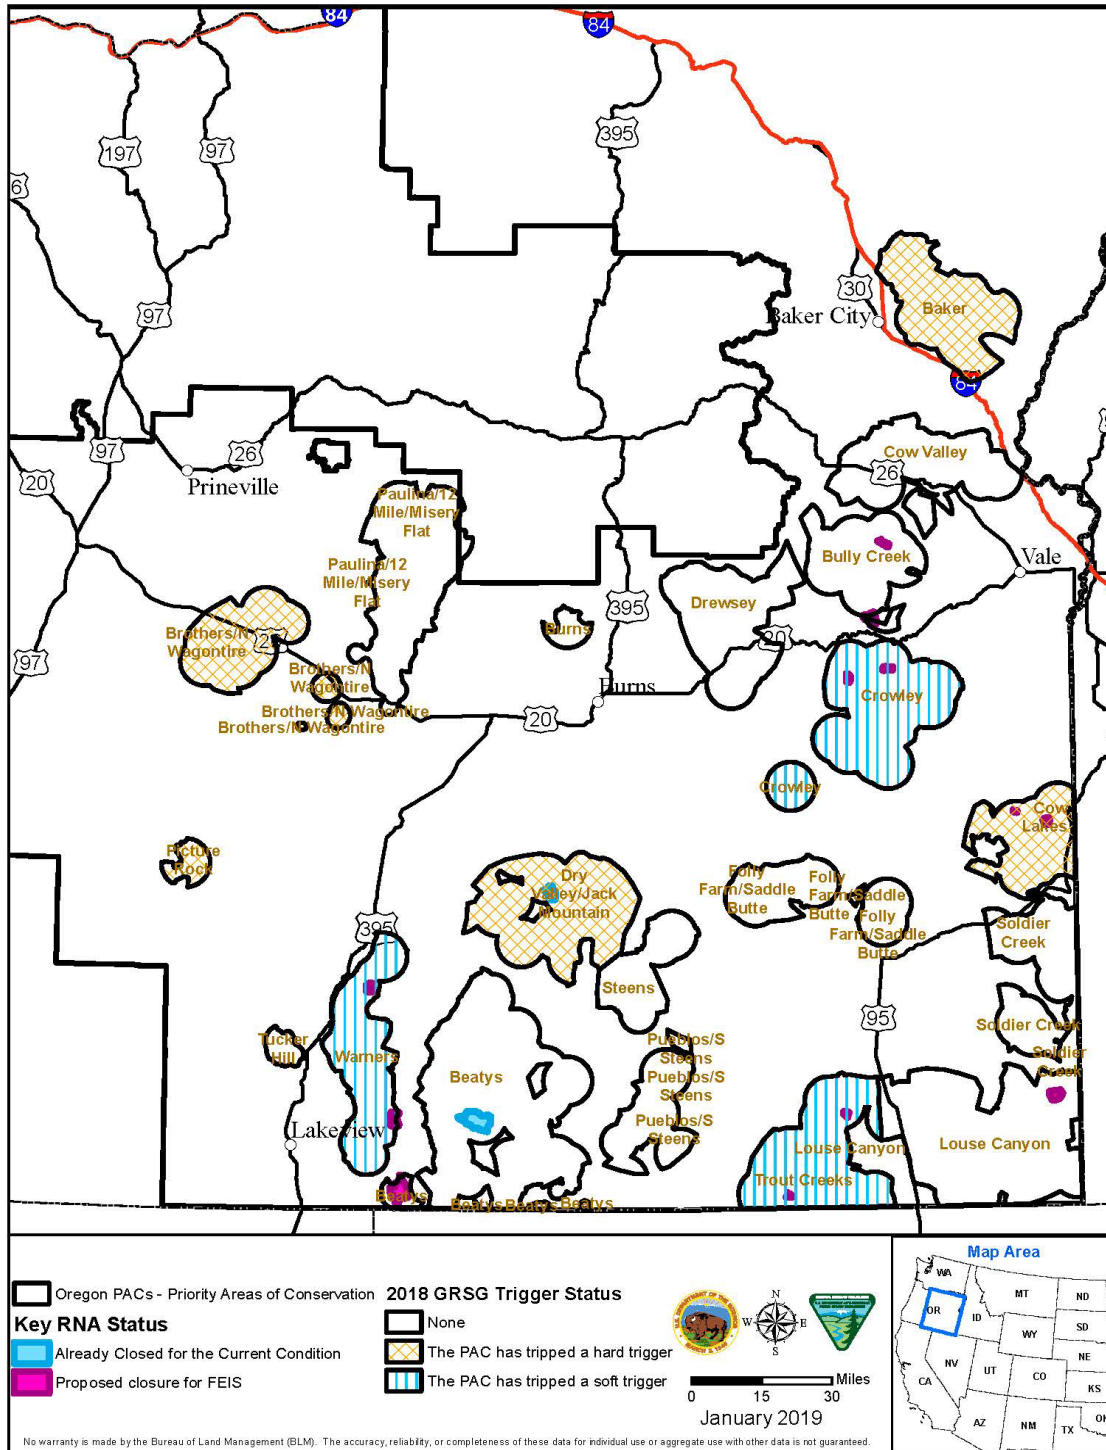 84
84
395
197
97
6
97
30
Baker City
Baker
84
97
26
20
Prineville
Cow Valley
26
Paulina/12
Mile/Misery
Flat
Paulina/12
Mile/Misery
Flat
Bully Creek
Vale
395
Drewsey
Burns
20
Brothers/N
Wagontire
97
Brothers/N
Wagontire
Brothers/N Wagontire
Brothers/N Wagontire
Burns
20
Crowley
Crowley
Cow
Lakes
Picture
Rock
Dry
Valley/Jack
Mountain
Folly
Farm/Saddle
Butte
Folly
Farm/Saddle
Butte
Folly
Farm/Saddle
Butte
395
Soldier
Creek
Steens
95
Soldier Creek
Soldier
Creek
Tucker
Hill
Warners
Pueblos/S
Steens
Pueblos/S
Steens
Pueblos/S
Steens
Beatys
Lakeview
Louse Canyon
Louse Canyon
Trout Creeks
Beatys
Beatys
Beatys
Beatys
Oregon PACs - Priority Areas of Conservation
Key RNA Status
Already Closed for the Current Condition
Proposed closure for FEIS
2018 GRSG Trigger Status
None
The PAC has tripped a hard trigger
The PAC has tripped a soft trigger
N
W
E
S
Miles
0
15
30
January 2019
Map Area
WA
MT
ND
OR
ID
SD
WY
NE
NV
UT
CO
CA
KS
AZ
NM
TX
No warranty is made by the Bureau of Land Management (BLM). The accuracy, reliability, or completeness of these data for individual use or aggregate use with other data is not guaranteed.